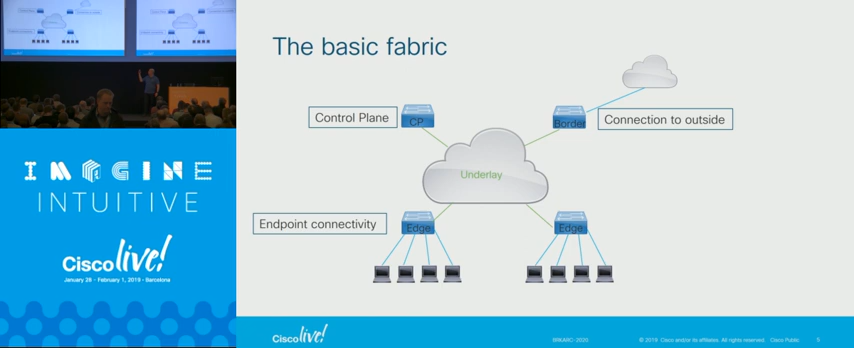 The basic fabric
Control Plane
CP
Border
Connection to outside
Underlay
Endpoint connectivity
Edge
Edge
IMAGINE
INTUITIVE
Cisco live!
January 28 - February 1, 2019 · Barcelona
Cisco live!
BRKARC-2020
© 2019 Cisco and/or its affiliates. All rights reserved. Cisco Public
5